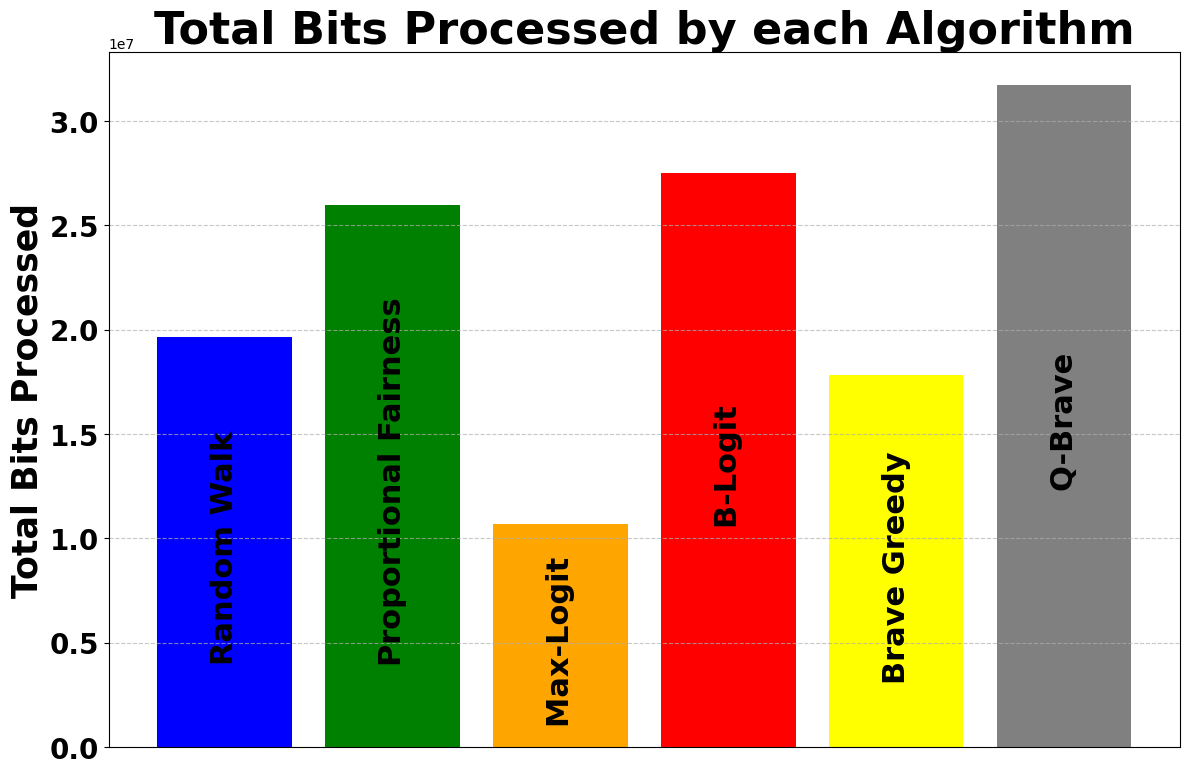 Total Bits Processed by each Algorithm
1e7
Total Bits Processed
3.0
2.5
2.0
1.5
1.0
0.5
0.0
Random Walk
Proportional Fairness
Max-Logit
B-Logit
Brave Greedy
Q-Brave